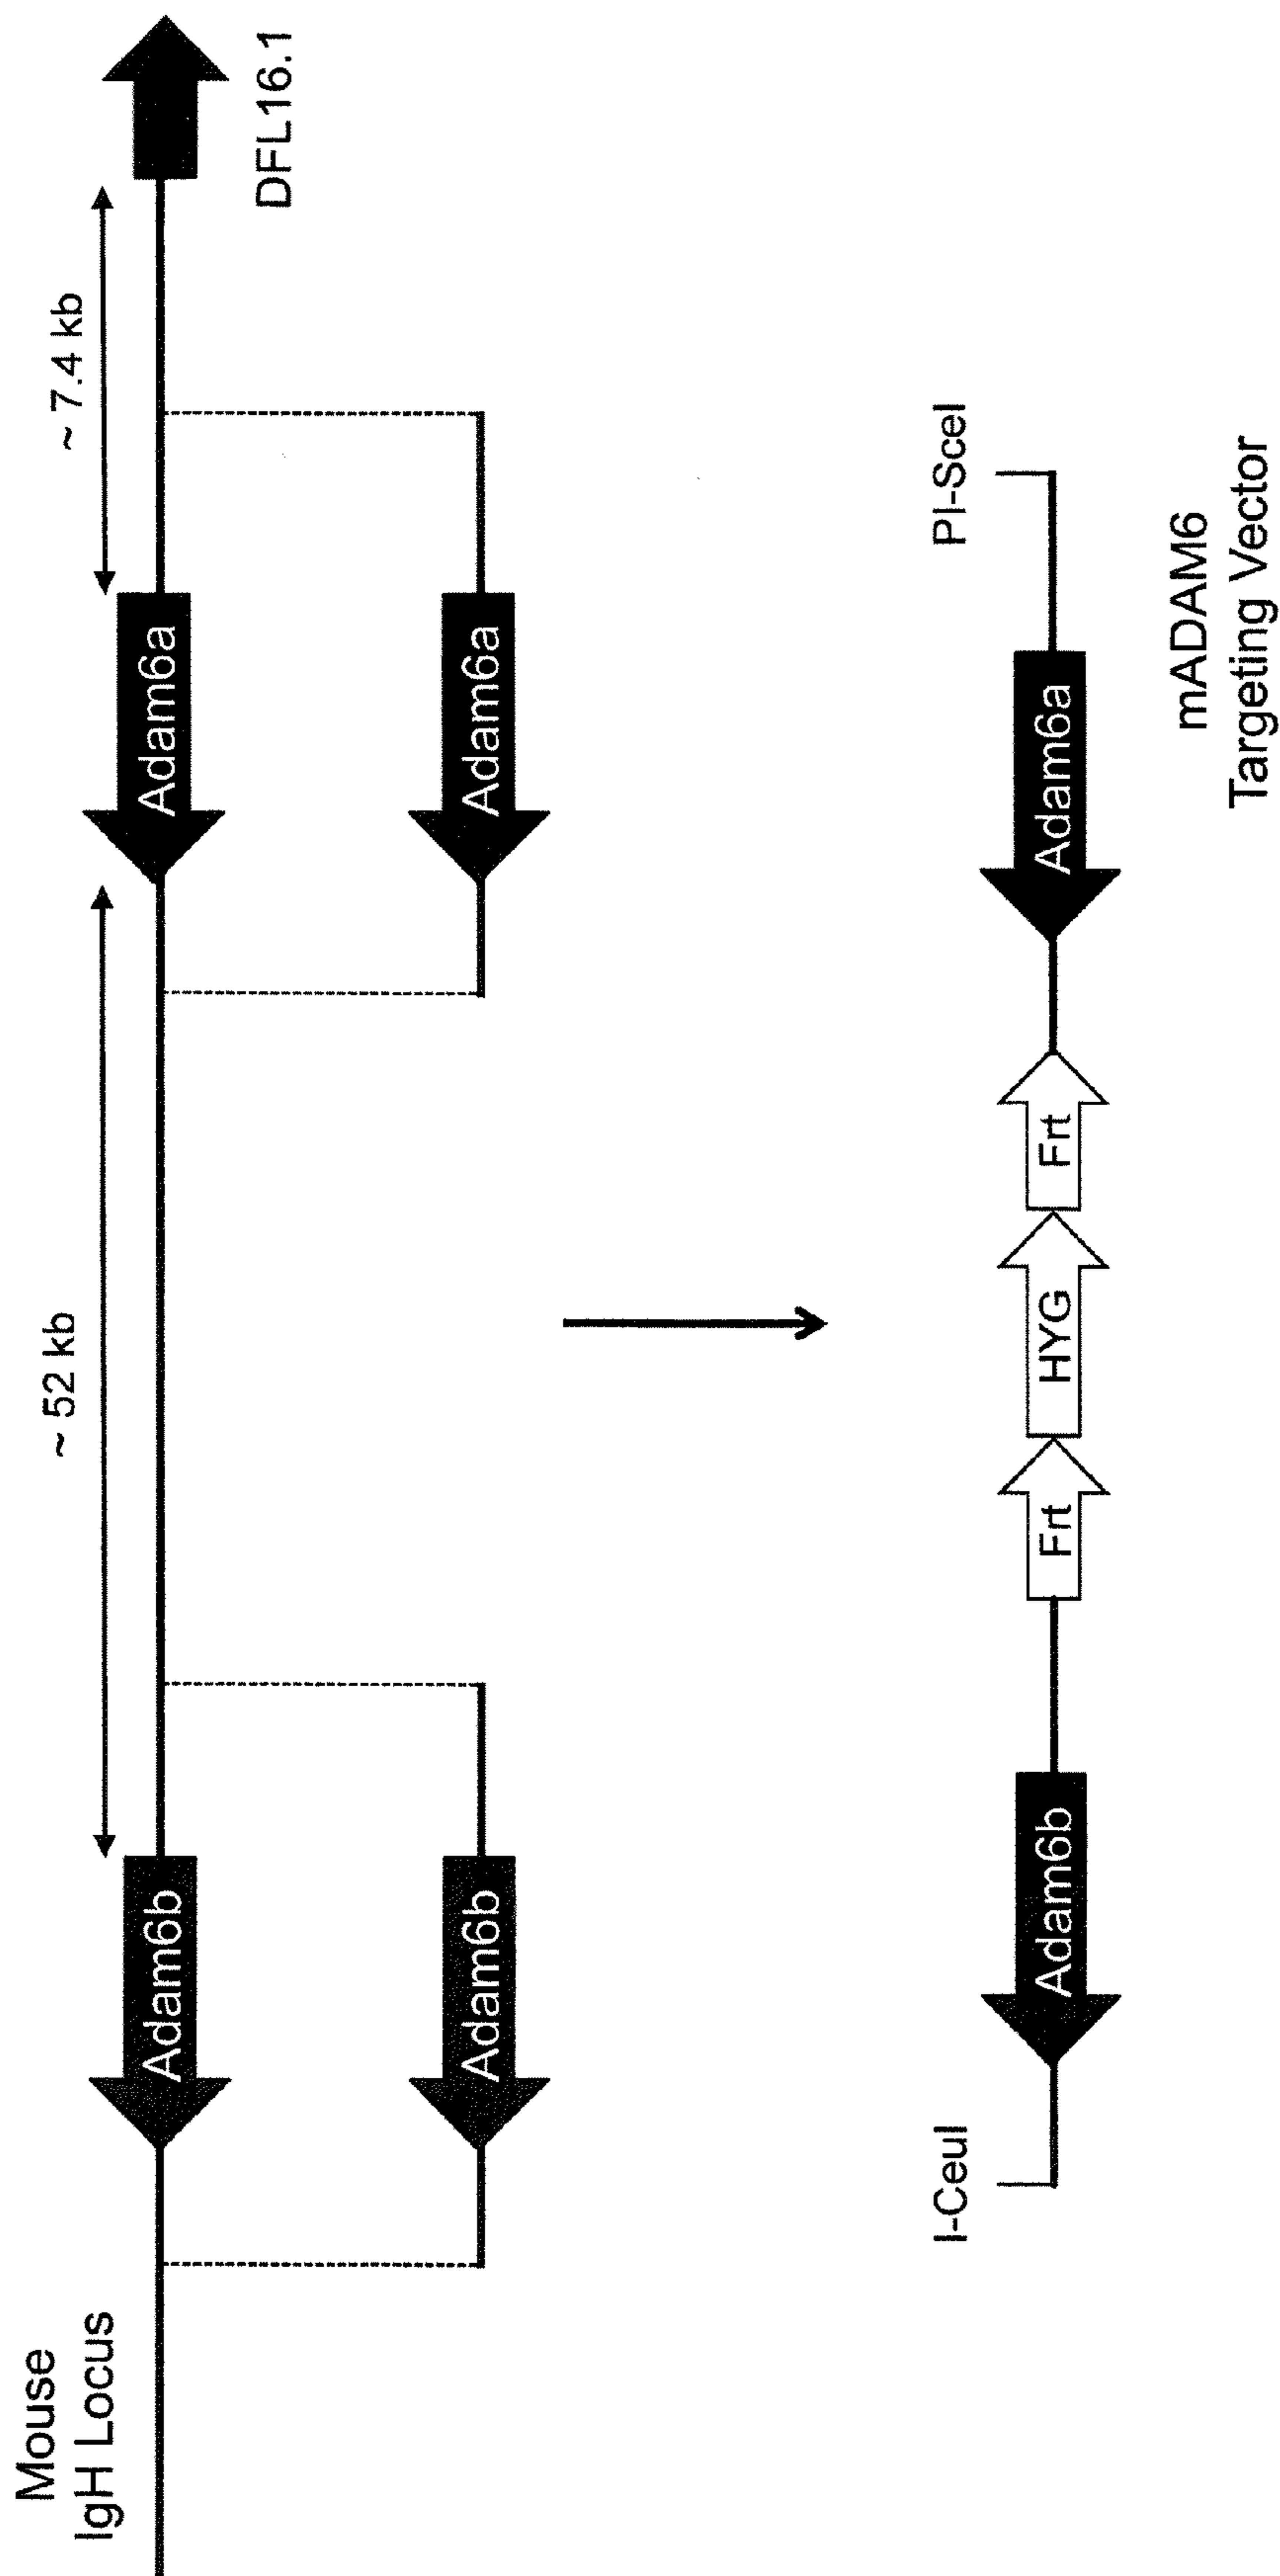 Mouse
IgH Locus
~ 52 kb
~ 7.4 kb
Adam6b
Adam6a
DFL16.1
Adam6b
Adam6a
I-CeuI
PI-SceI
Adam6b
Frt
HYG
Frt
Adam6a
mADAM6
Targeting Vector